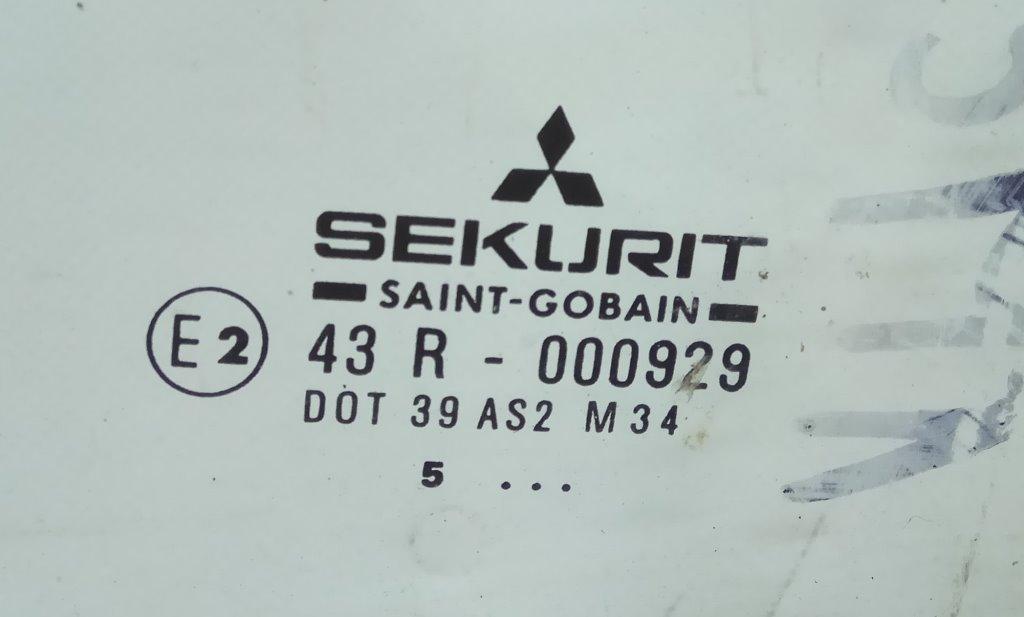 SEKURIT
SAINT-GOBAIN
E2 43 R - 000929
DOT 39 AS2 M34
5 ...